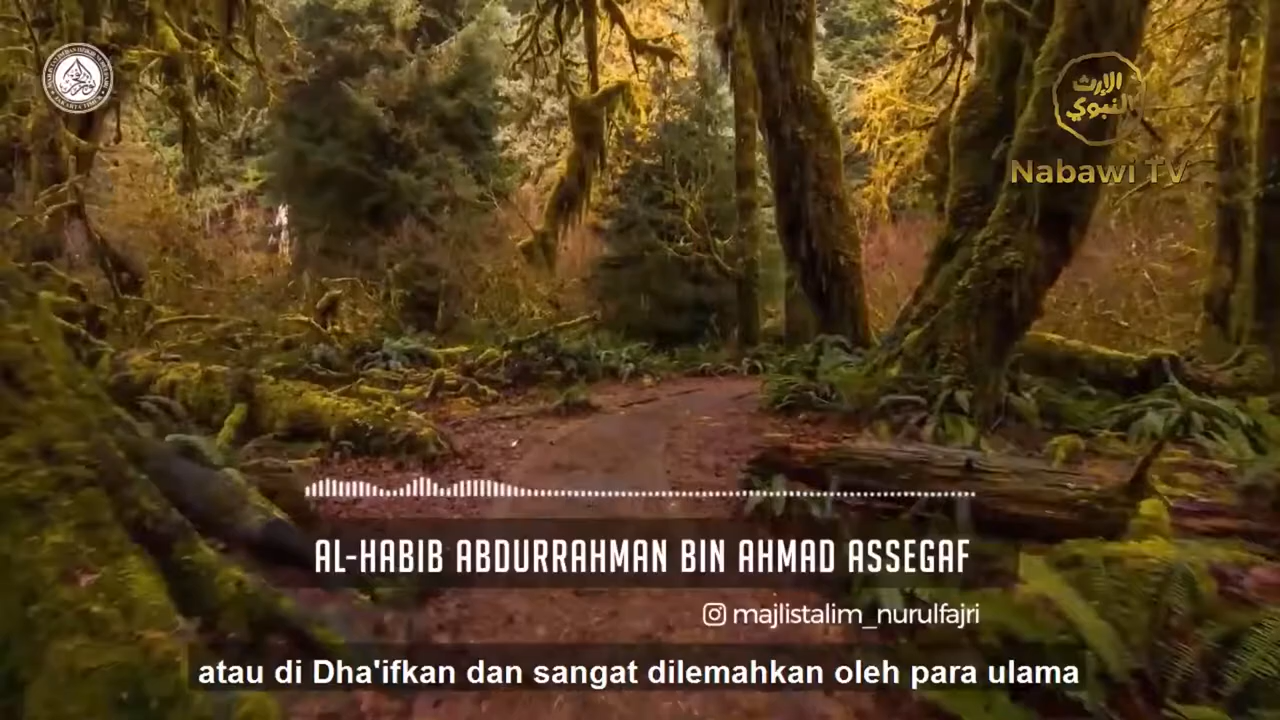 الإرث
النبوي
Nabawi TV
AL-HABIB ABDURRAHMAN BIN AHMAD ASSEGAF
majlistalim_nurulfajri
atau di Dha'ifkan dan sangat dilemahkan oleh para ulama